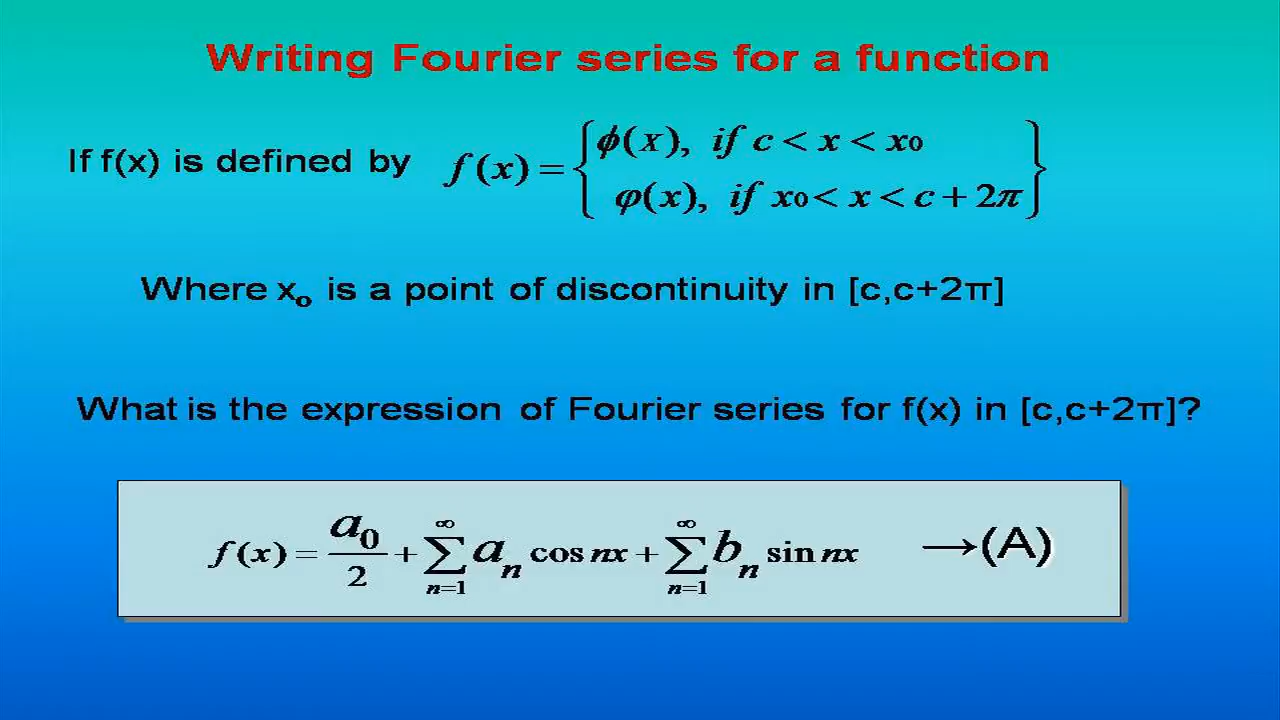 Writing Fourier series for a function
If f(x) is defined by f(x) = { ϕ(x), if c < x < x₀
φ(x), if x₀ < x < c + 2π }
Where x₀ is a point of discontinuity in [c,c+2π]
What is the expression of Fourier series for f(x) in [c,c+2π]?
f(x) = a₀/2 + ∑_{n=1}^{∞} aₙ cos nx + ∑_{n=1}^{∞} bₙ sin nx →(A)